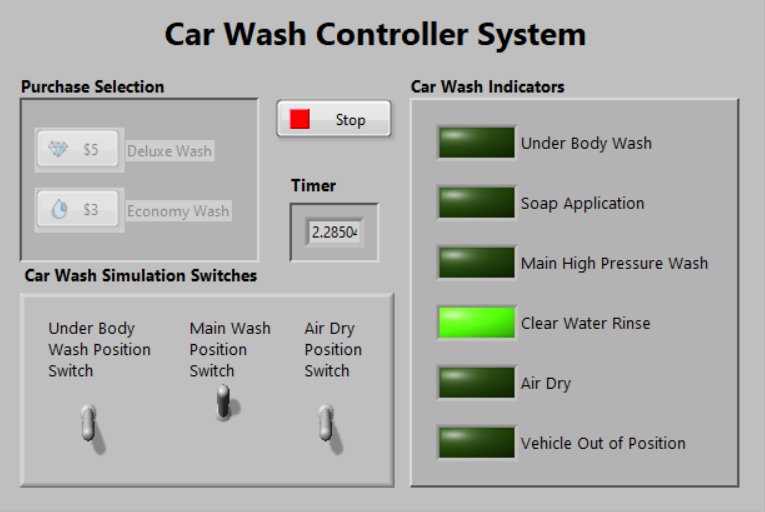 Car Wash Controller System
Purchase Selection
$5
Deluxe Wash
$3
Economy Wash
Stop
Timer
2.28504
Car Wash Simulation Switches
Under Body
Wash Position
Switch
Main Wash
Position
Switch
Air Dry
Position
Switch
Car Wash Indicators
Under Body Wash
Soap Application
Main High Pressure Wash
Clear Water Rinse
Air Dry
Vehicle Out of Position